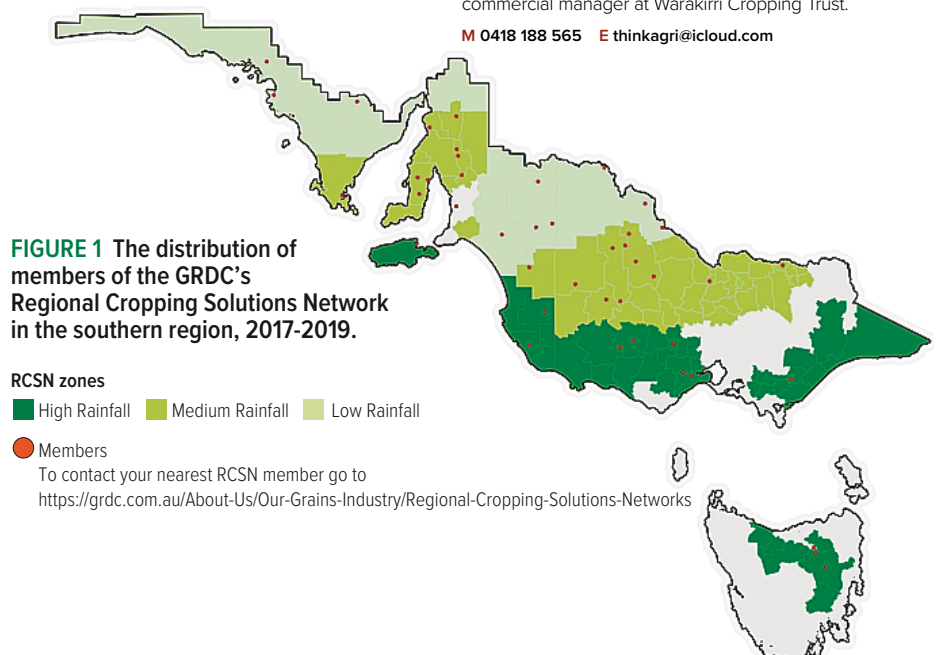 commercial manager at Warakirri Cropping Trust.
M 0418 188 565 E thinkagri@icloud.com
FIGURE 1 The distribution of
members of the GRDC's
Regional Cropping Solutions Network
in the southern region, 2017-2019.
RCSN zones
High Rainfall Medium Rainfall Low Rainfall
Members
To contact your nearest RCSN member go to
https://grdc.com.au/About-Us/Our-Grains-Industry/Regional-Cropping-Solutions-Networks